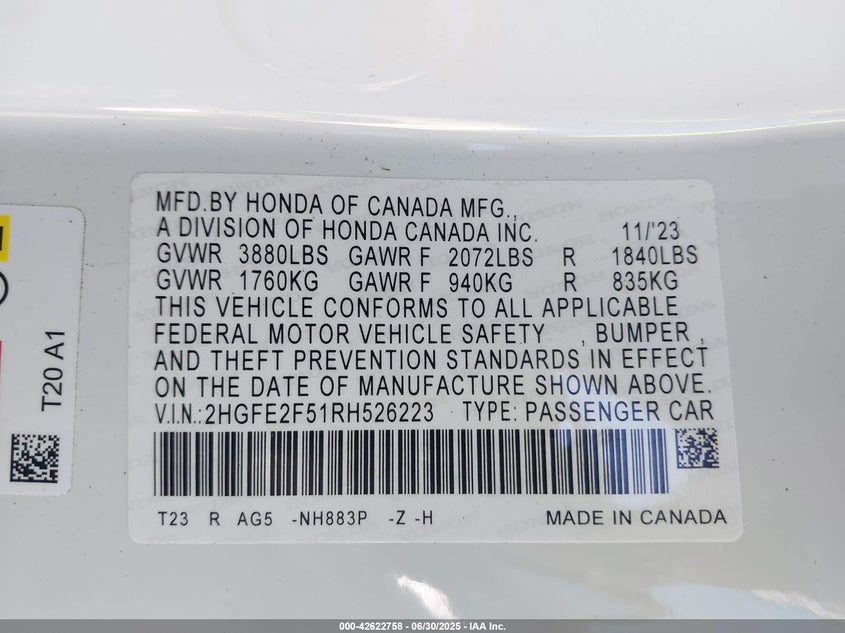 MFD.BY HONDA OF CANADA MFG.,
A DIVISION OF HONDA CANADA INC. 11/'23
GVWR 3880LBS GAWR F 2072LBS R 1840LBS
GVWR 1760KG GAWR F 940KG R 835KG
THIS VEHICLE CONFORMS TO ALL APPLICABLE
FEDERAL MOTOR VEHICLE SAFETY , BUMPER ,
AND THEFT PREVENTION STANDARDS IN EFFECT
ON THE DATE OF MANUFACTURE SHOWN ABOVE.
V.I.N.:2HGFE2F51RH526223 TYPE: PASSENGER CAR
T23 R AG5 -NH883P -Z -H MADE IN CANADA
T20 A1
000-42622758 - 06/30/2025 - IAA Inc.